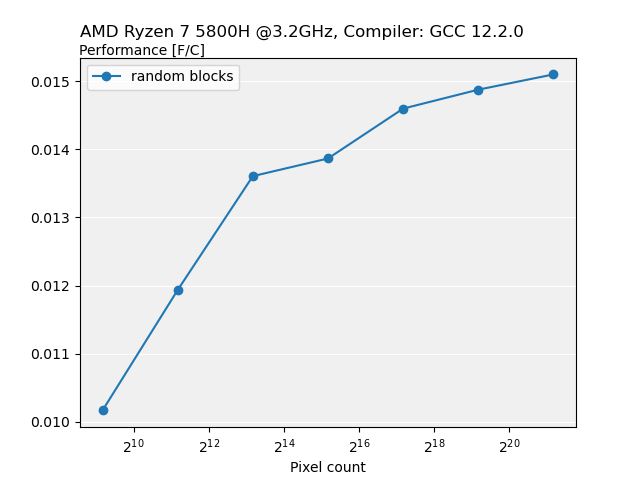 AMD Ryzen 7 5800H @3.2GHz, Compiler: GCC 12.2.0
Performance [F/C]
random blocks
0.015
0.014
0.013
0.012
0.011
0.010
2^10 2^12 2^14 2^16 2^18 2^20
Pixel count